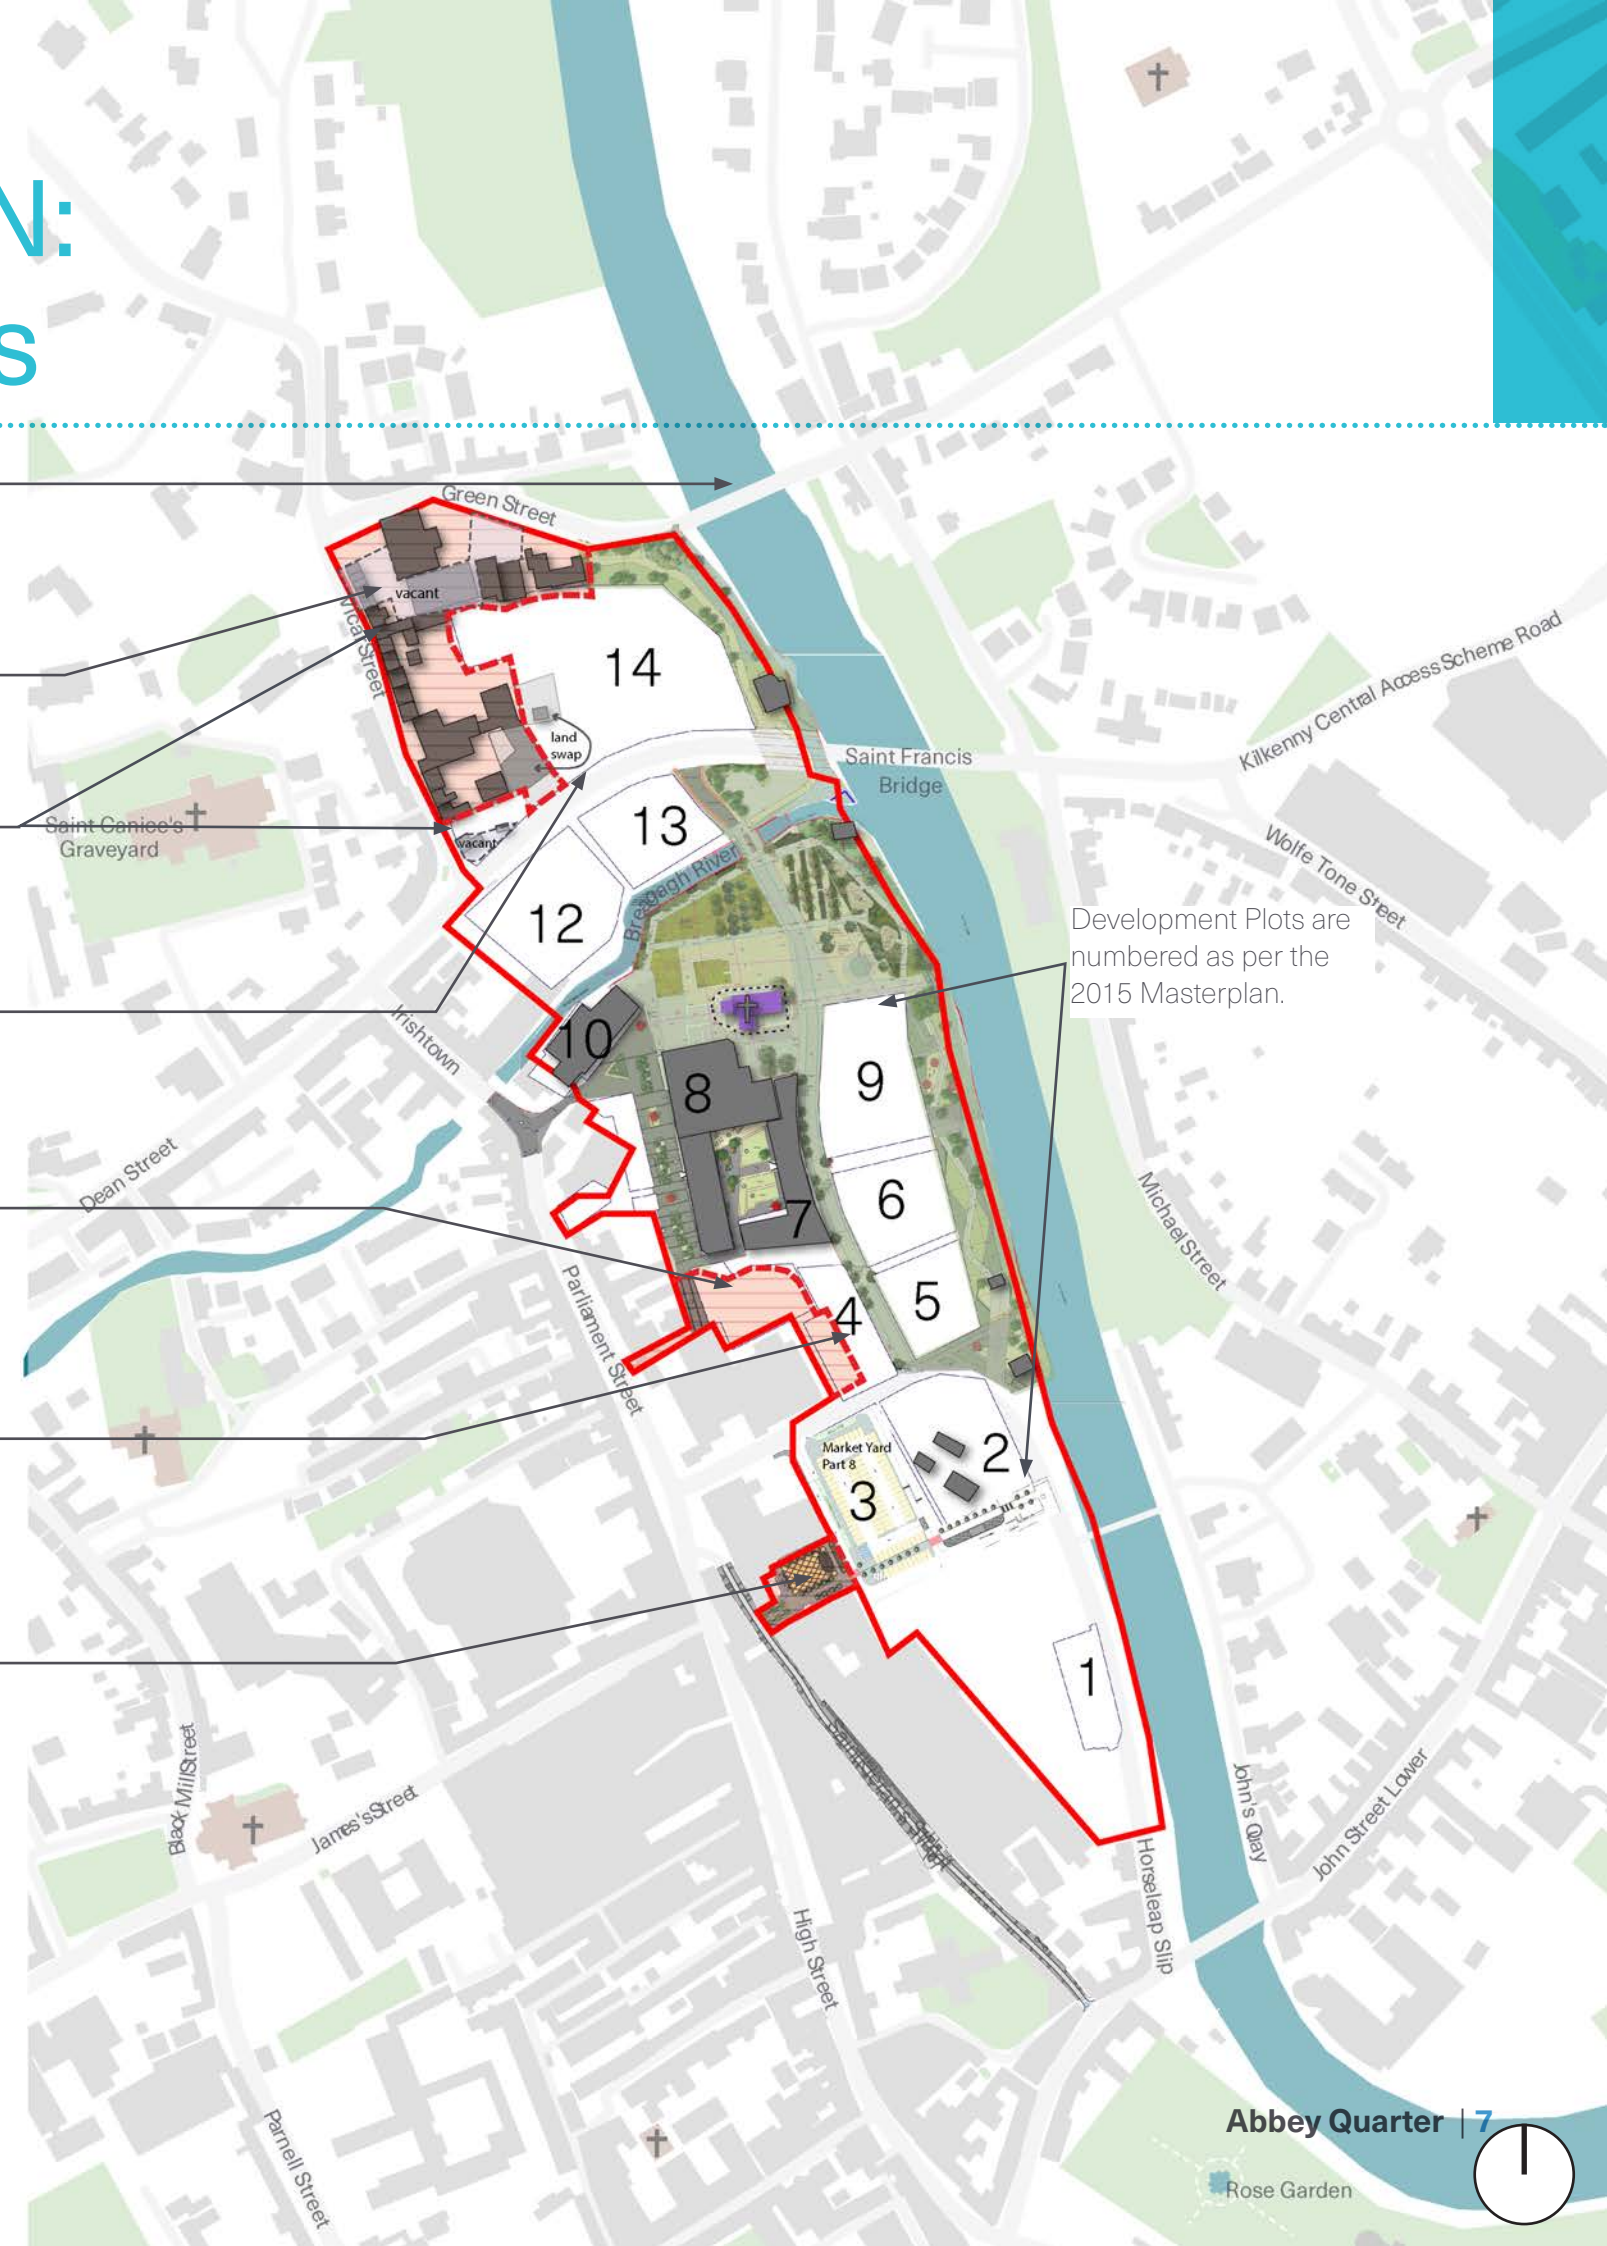 N:
s
Green Street
vacant
Vicar Street
14
land
swap
Saint Francis
Bridge
Kilkenny Central Access Scheme Road
Saint Canice's
Graveyard
vacant
13
Wolfe Tone Street
12
Breagagh River
Development Plots are
numbered as per the
2015 Masterplan.
Irishtown
10
8
9
Dean Street
6
7
Michael Street
Parliament Street
5
4
Market Yard
Part 8
3
2
1
Black Mill Street
James's Street
John's Quay
John Street Lower
Horseleap Slip
High Street
Parnell Street
Abbey Quarter | 7
Rose Garden